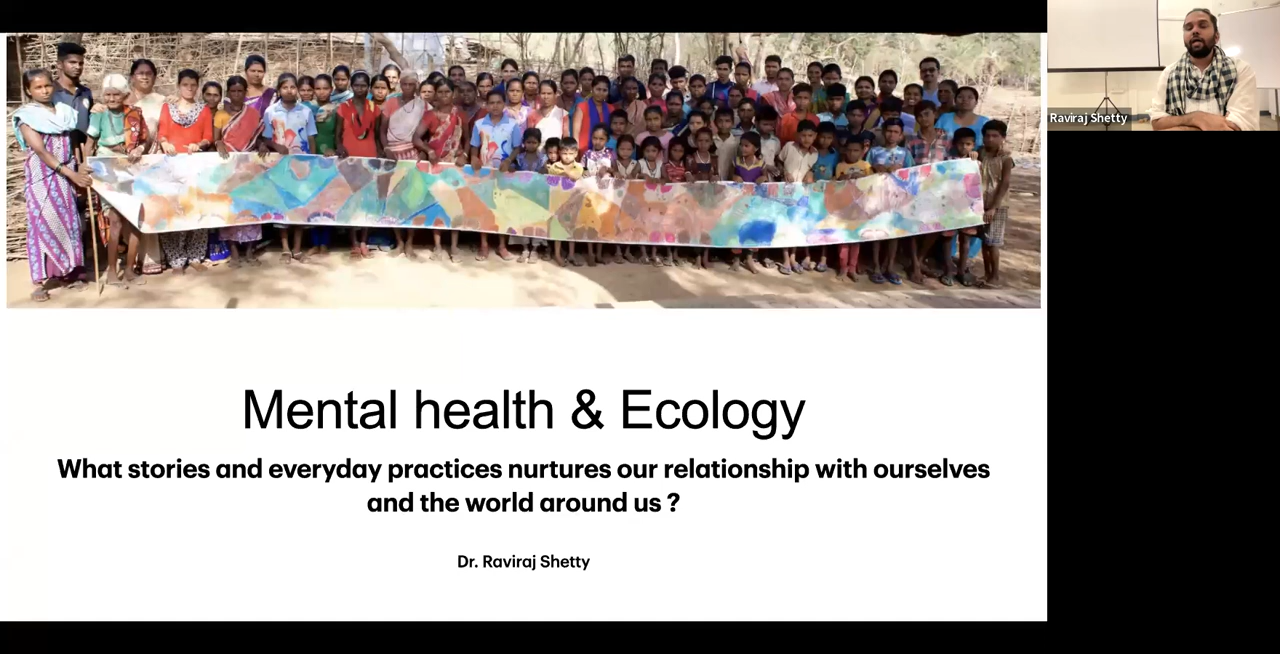 Raviraj Shetty
Mental health & Ecology
What stories and everyday practices nurtures our relationship with ourselves
and the world around us ?
Dr. Raviraj Shetty